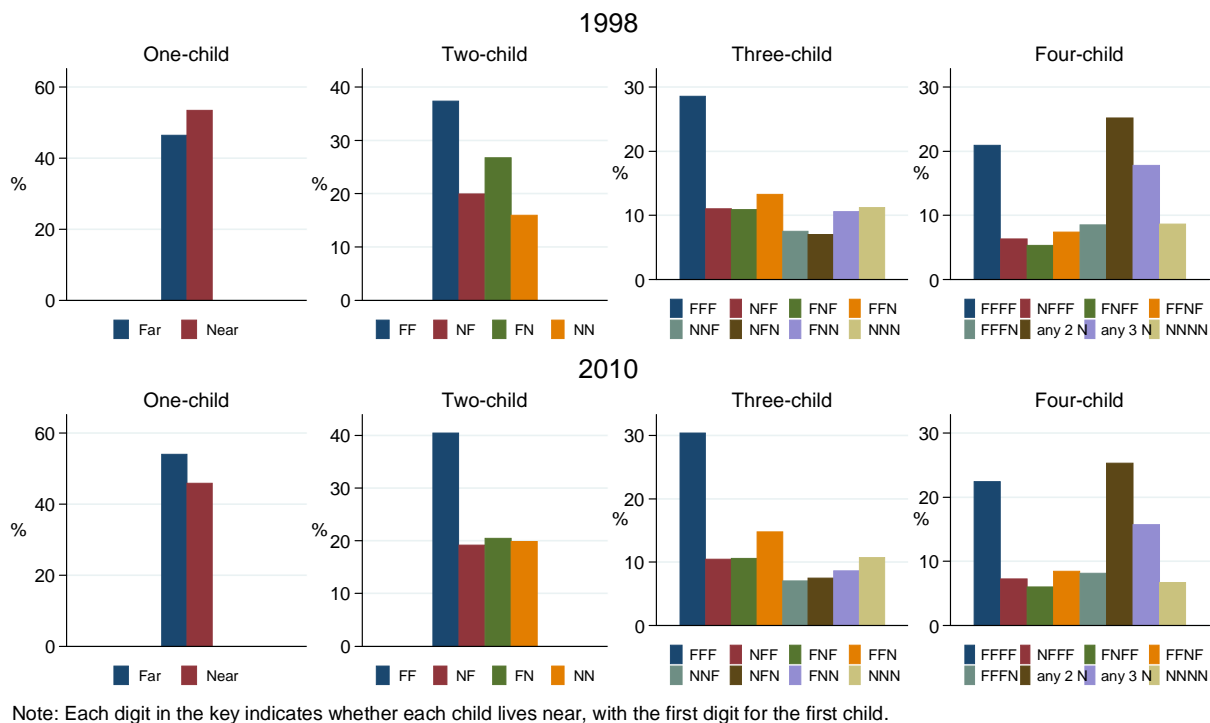 1998
One-child Two-child Three-child Four-child
60 40 30 30
40 30 20 20
% % % %
20 20 10 10
10
0 0 0 0
Far Near FF NF FN NN FFF NFF FNF FFN FFFF NFFF FNFF FFNF
NNF NFN FNN NNN FFFN any 2 N any 3 N NNNN
2010
One-child Two-child Three-child Four-child
60 40 30 30
40 30 20 20
% % % %
20 20 10 10
10
0 0 0 0
Far Near FF NF FN NN FFF NFF FNF FFN FFFF NFFF FNFF FFNF
NNF NFN FNN NNN FFFN any 2 N any 3 N NNNN
Note: Each digit in the key indicates whether each child lives near, with the first digit for the first child.